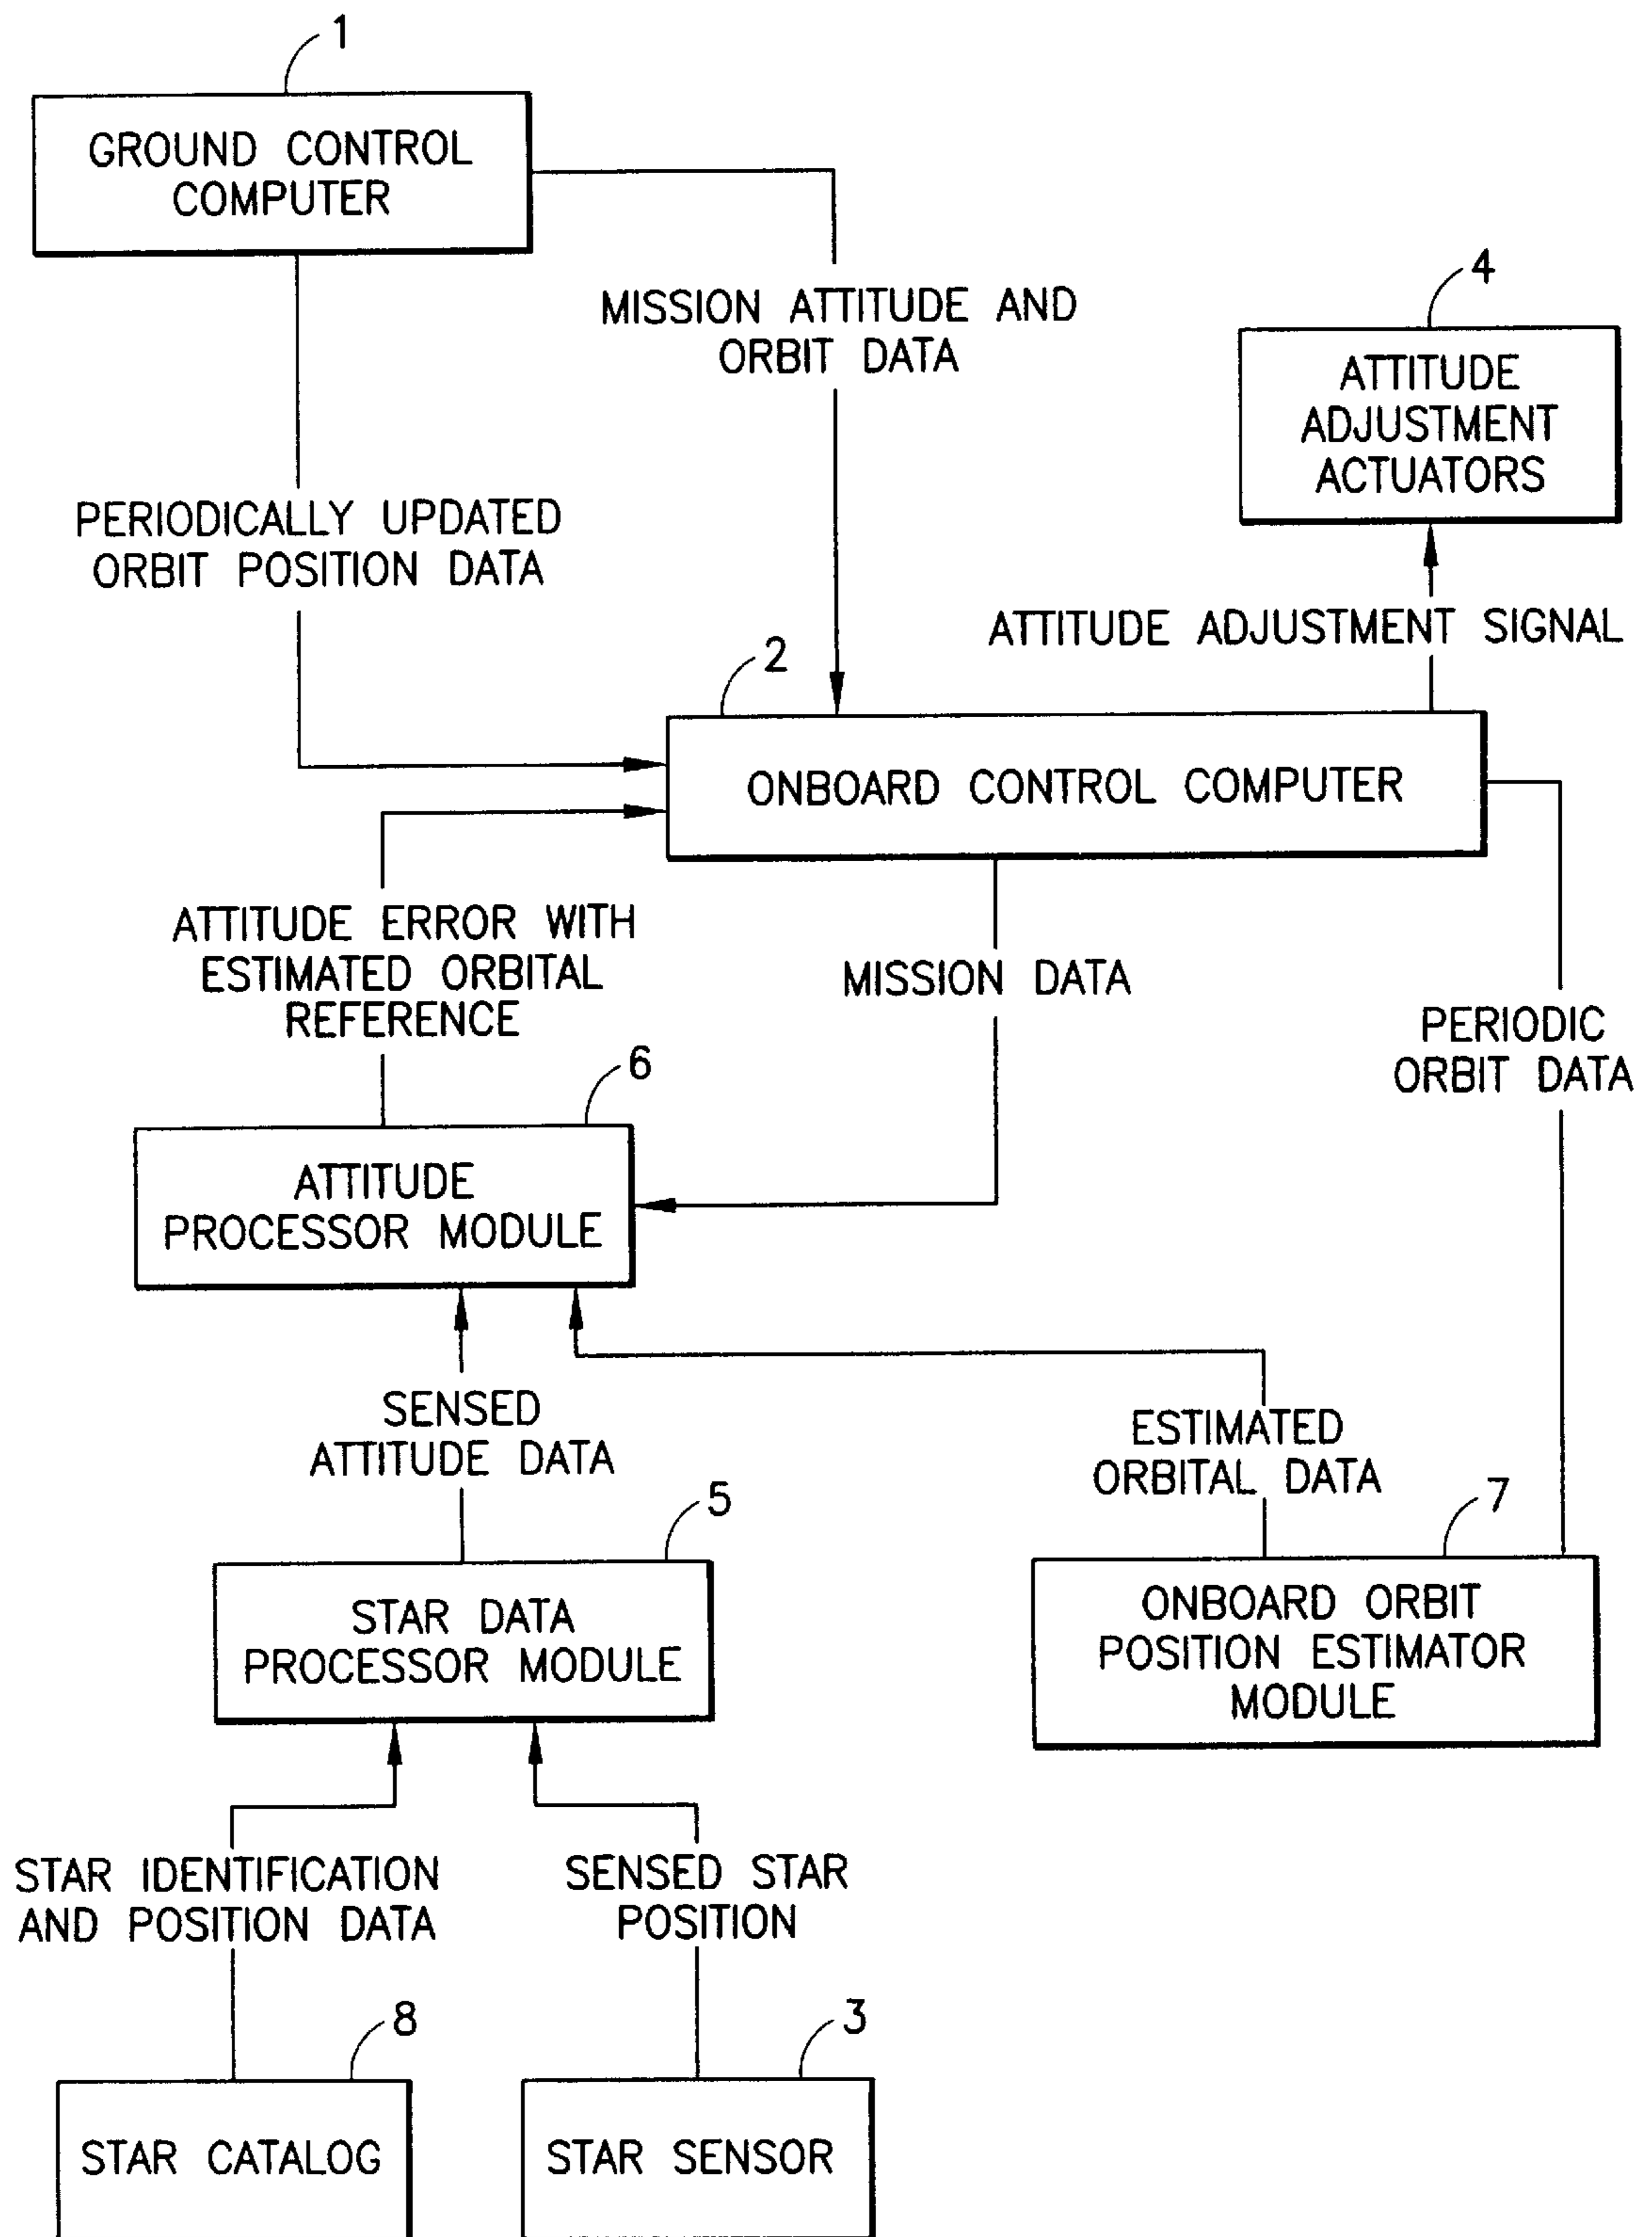 1
GROUND CONTROL
COMPUTER
MISSION ATTITUDE AND
ORBIT DATA
4
ATTITUDE
ADJUSTMENT
ACTUATORS
PERIODICALLY UPDATED
ORBIT POSITION DATA
ATTITUDE ADJUSTMENT SIGNAL
2
ONBOARD CONTROL COMPUTER
ATTITUDE ERROR WITH
ESTIMATED ORBITAL
REFERENCE
MISSION DATA
PERIODIC
ORBIT DATA
6
ATTITUDE
PROCESSOR MODULE
SENSED
ATTITUDE DATA
ESTIMATED
ORBITAL DATA
5
STAR DATA
PROCESSOR MODULE
7
ONBOARD ORBIT
POSITION ESTIMATOR
MODULE
STAR IDENTIFICATION
AND POSITION DATA
SENSED STAR
POSITION
8
STAR CATALOG
3
STAR SENSOR